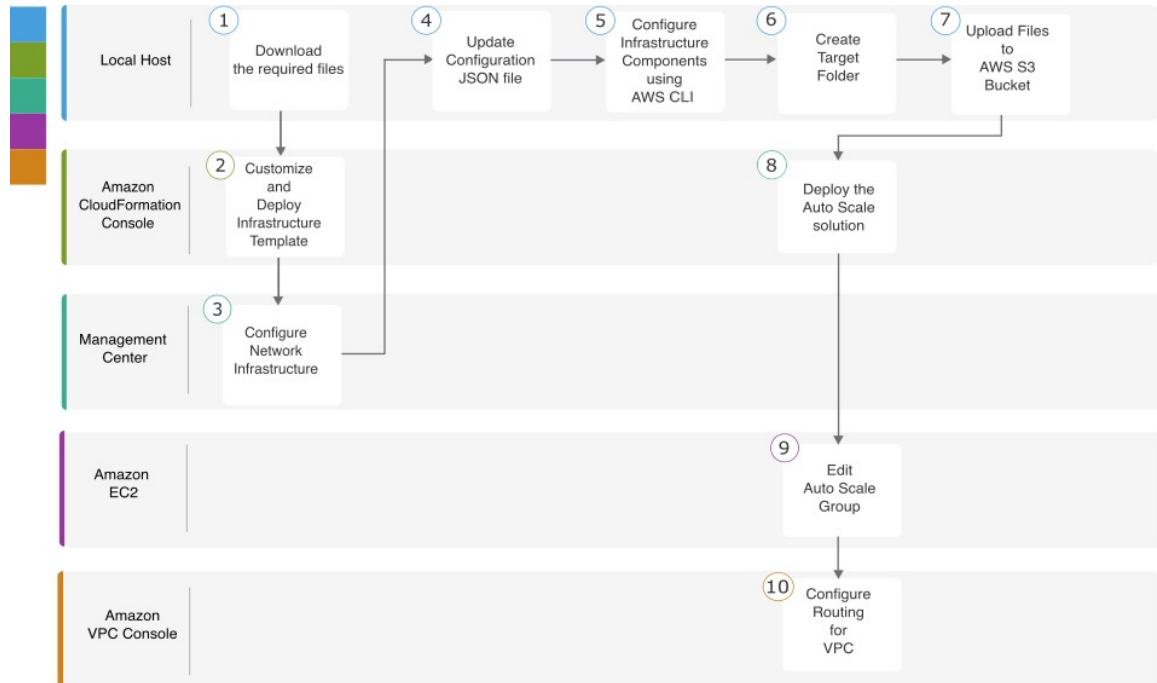 Local Host
1
Download
the required files
4
Update
Configuration
JSON file
5
Configure
Infrastructure
Components
using
AWS CLI
6
Create
Target
Folder
7
Upload Files
to
AWS S3
Bucket
Amazon
CloudFormation
Console
2
Customize
and
Deploy
Infrastructure
Template
8
Deploy the
Auto Scale
solution
Management
Center
3
Configure
Network
Infrastructure
Amazon
EC2
9
Edit
Auto Scale
Group
Amazon
VPC Console
10
Configure
Routing
for
VPC